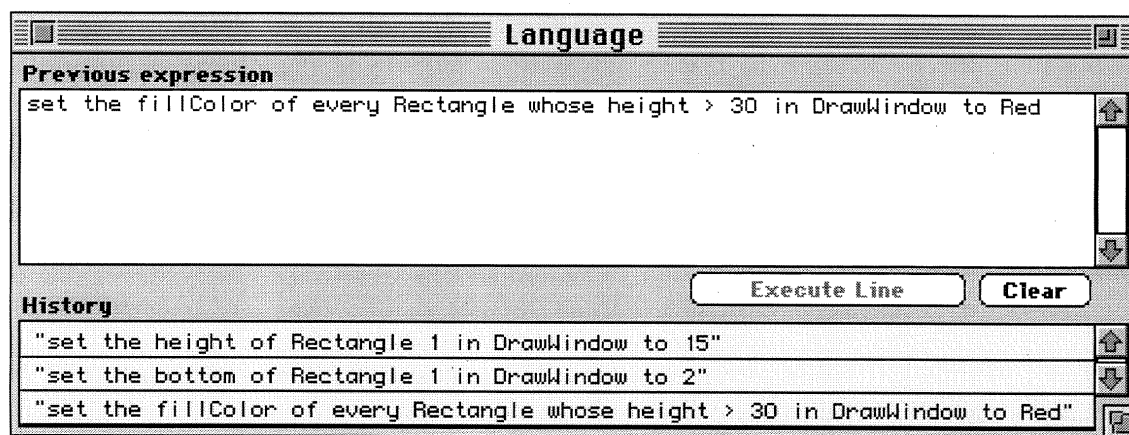 Language
Previous expression
set the fillColor of every Rectangle whose height > 30 in DrawWindow to Red
Execute Line
Clear
History
"set the height of Rectangle 1 in DrawWindow to 15"
"set the bottom of Rectangle 1 in DrawWindow to 2"
"set the fillColor of every Rectangle whose height > 30 in DrawWindow to Red"